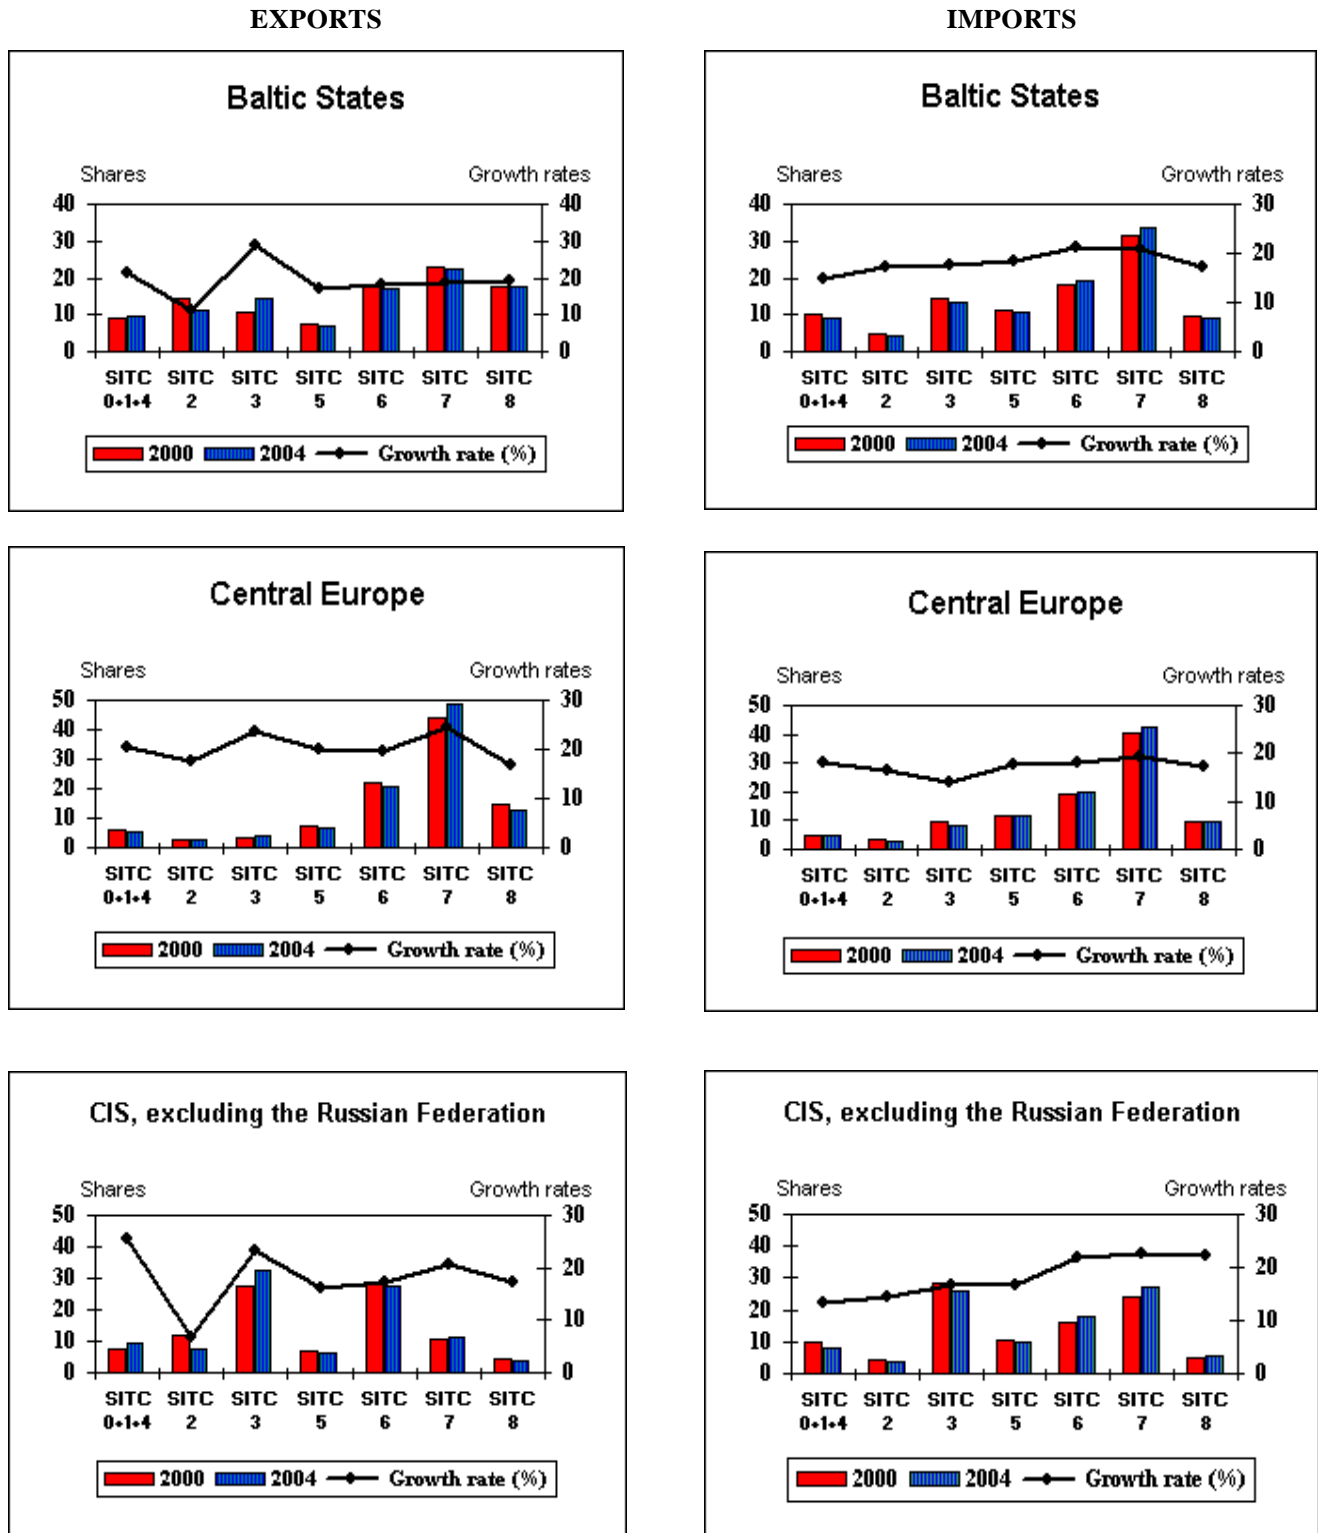 EXPORTS
IMPORTS
Baltic States
Shares Growth rates
40 40
30 30
20 20
10 10
0 0
SITC SITC SITC SITC SITC SITC SITC
0+1+4 2 3 5 6 7 8
2000 2004 Growth rate (%)
Baltic States
Shares Growth rates
40 30
30
20 20
10 10
0 0
SITC SITC SITC SITC SITC SITC SITC
0+1+4 2 3 5 6 7 8
2000 2004 Growth rate (%)
Central Europe
Shares Growth rates
50 30
40
30 20
20
10 10
0 0
SITC SITC SITC SITC SITC SITC SITC
0+1+4 2 3 5 6 7 8
2000 2004 Growth rate (%)
Central Europe
Shares Growth rates
50 30
40
30 20
20
10 10
0 0
SITC SITC SITC SITC SITC SITC SITC
0+1+4 2 3 5 6 7 8
2000 2004 Growth rate (%)
CIS, excluding the Russian Federation
Shares Growth rates
50 30
40
30 20
20
10 10
0 0
SITC SITC SITC SITC SITC SITC SITC
0+1+4 2 3 5 6 7 8
2000 2004 Growth rate (%)
CIS, excluding the Russian Federation
Shares Growth rates
50 30
40
30 20
20
10 10
0 0
SITC SITC SITC SITC SITC SITC SITC
0+1+4 2 3 5 6 7 8
2000 2004 Growth rate (%)